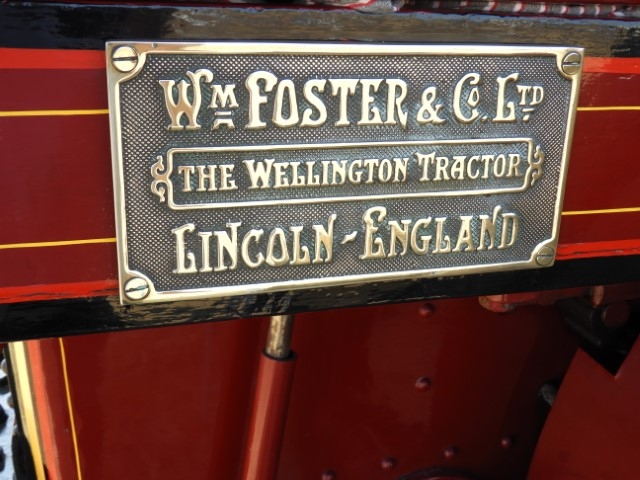 WM FOSTER & CO. LTD
THE WELLINGTON TRACTOR
LINCOLN-ENGLAND